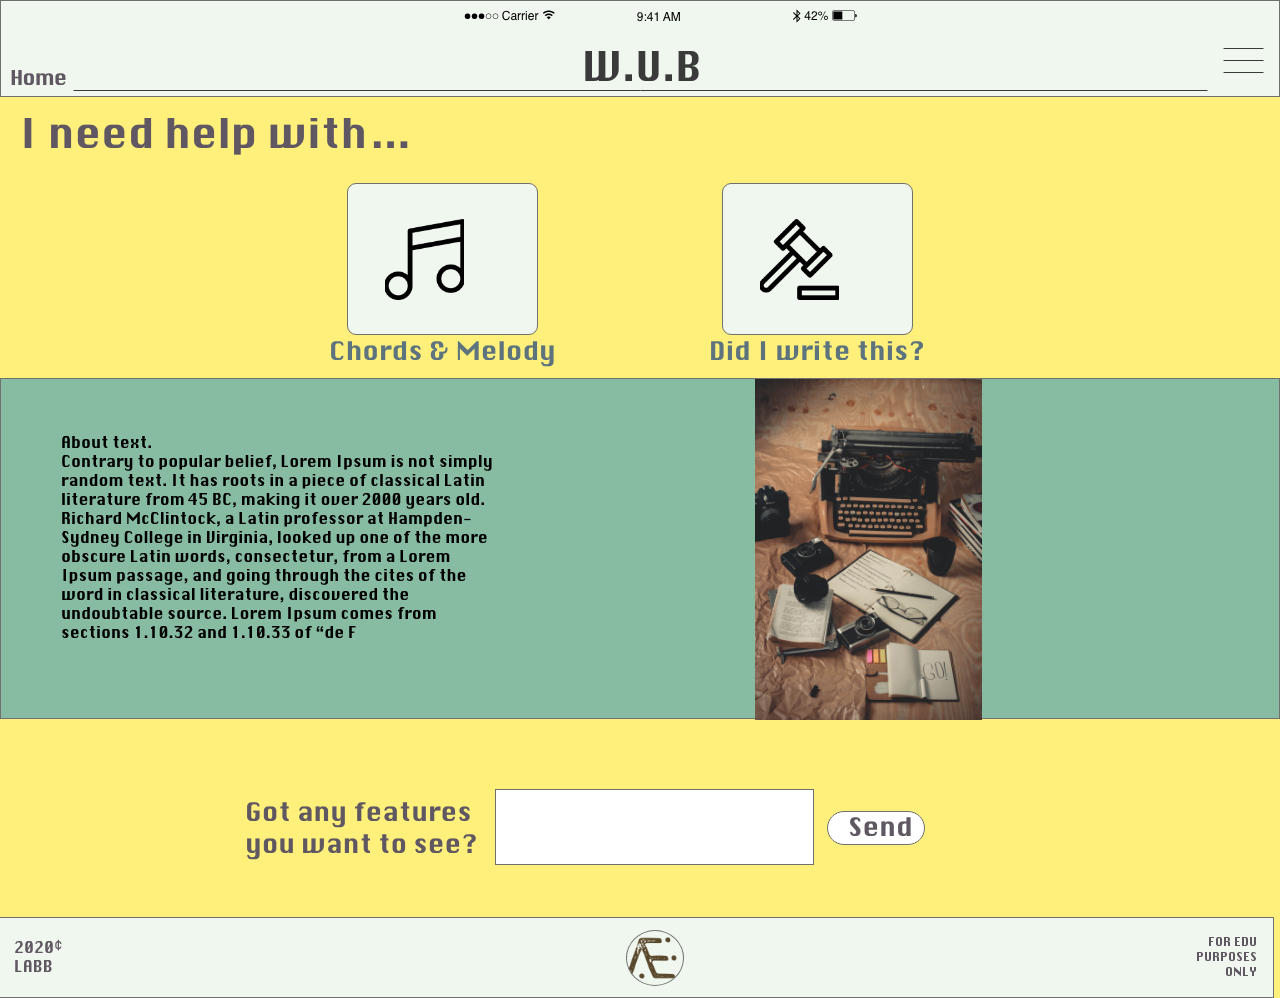 Carrier
9:41 AM
42%
Home
W.U.B
I need help with...
Chords & Melody
Did I write this?
About text.
Contrary to popular belief, Lorem Ipsum is not simply
random text. It has roots in a piece of classical Latin
literature from 45 BC, making it over 2000 years old.
Richard McClintock, a Latin professor at Hampden-
Sydney College in Virginia, looked up one of the more
obscure Latin words, consectetur, from a Lorem
Ipsum passage, and going through the cites of the
word in classical literature, discovered the
undoubtable source. Lorem Ipsum comes from
sections 1.10.32 and 1.10.33 of “de F
GO!
Got any features
you want to see?
Send
2020¢
LABB
Æ
FOR EDU
PURPOSES
ONLY